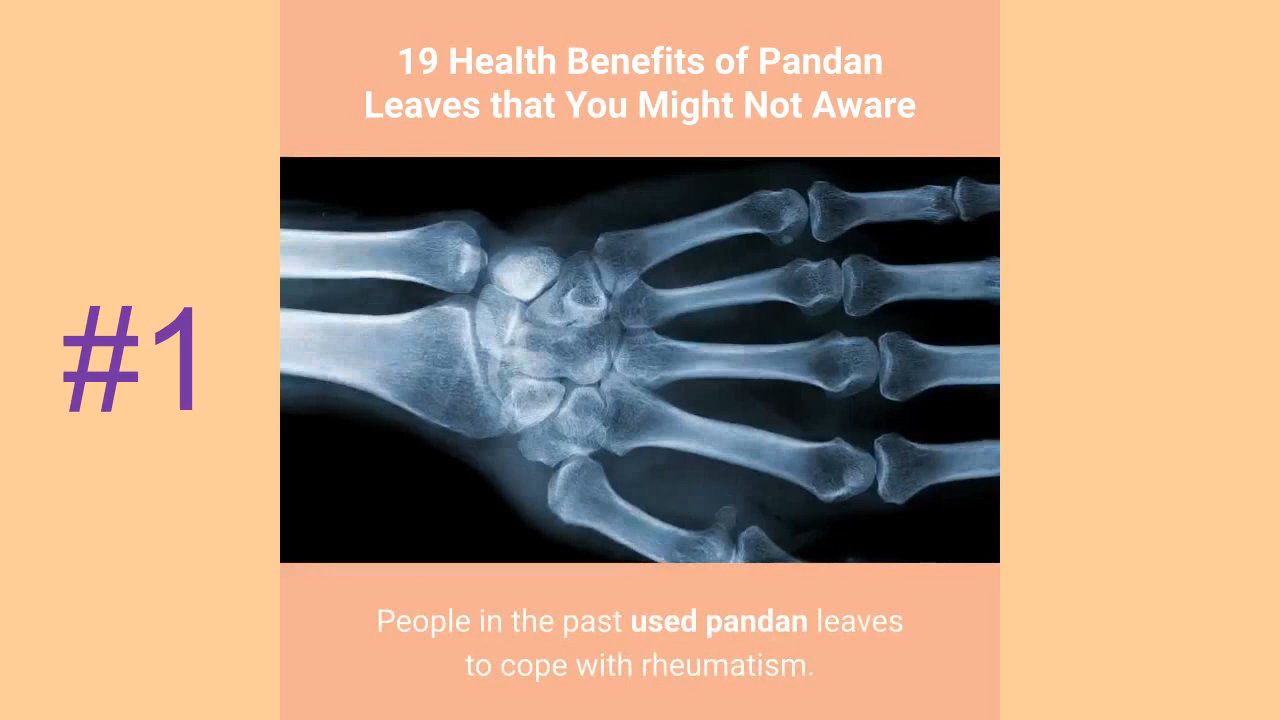 19 Health Benefits of Pandan
Leaves that You Might Not Aware
#1
People in the past used pandan leaves
to cope with rheumatism.